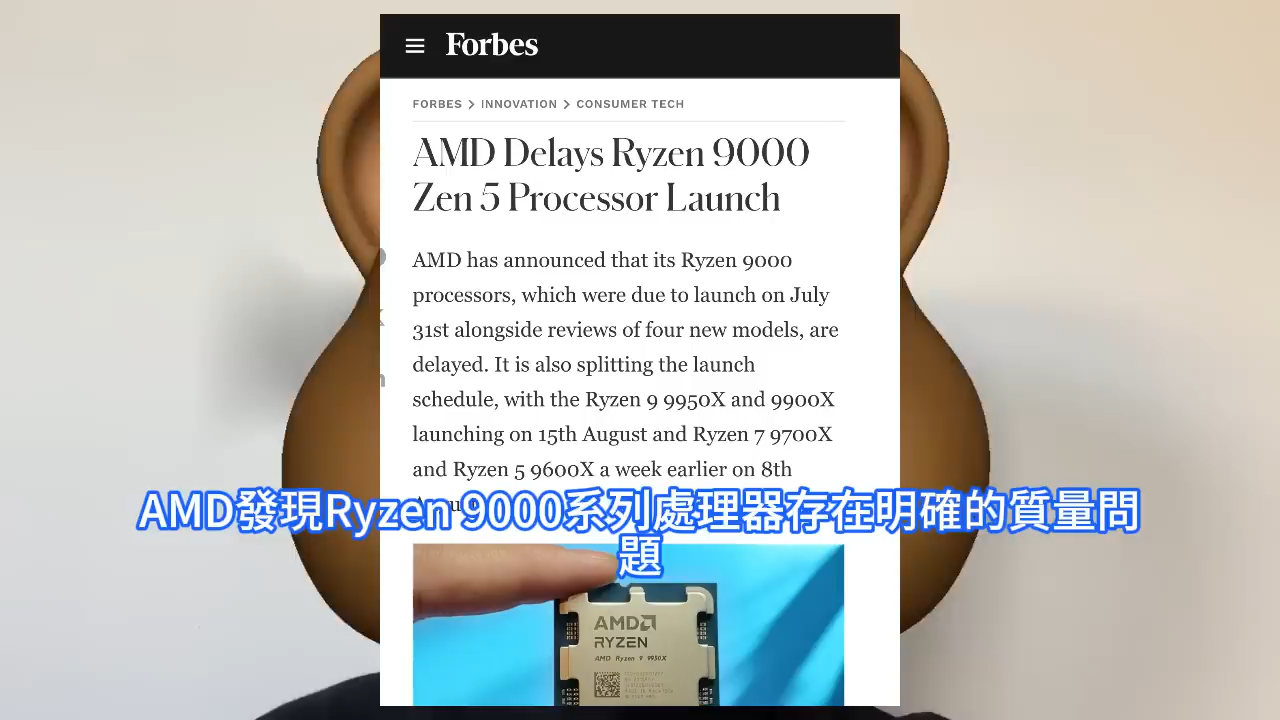 Forbes
FORBES > INNOVATION > CONSUMER TECH
AMD Delays Ryzen 9000
Zen 5 Processor Launch
AMD has announced that its Ryzen 9000
processors, which were due to launch on July
31st alongside reviews of four new models, are
delayed. It is also splitting the launch
schedule, with the Ryzen 9 9950X and 9900X
launching on 15th August and Ryzen 7 9700X
and Ryzen 5 9600X a week earlier on 8th
AMD發現Ryzen 9000系列處理器存在明確的質量問
題
AMD
RYZEN
AMD Ryzen 9 9950X